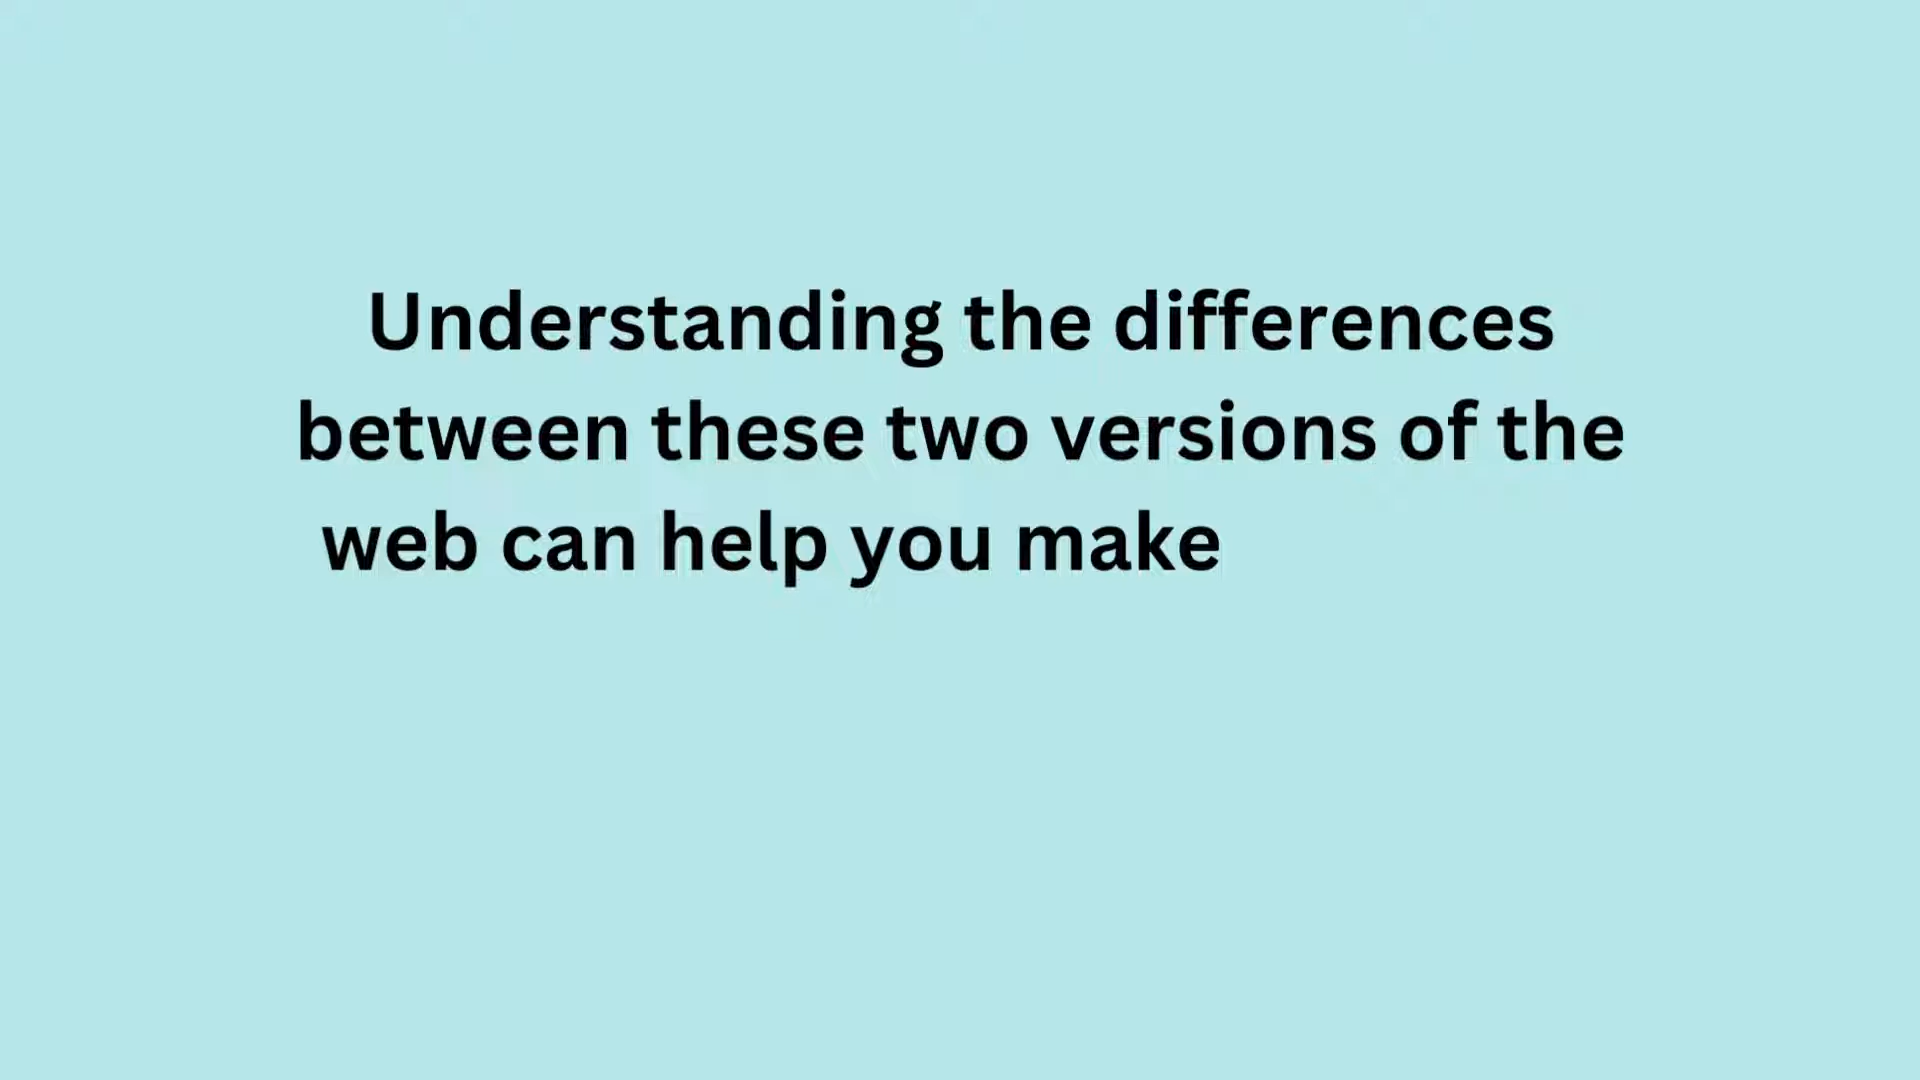 Understanding the differences
between these two versions of the
web can help you make